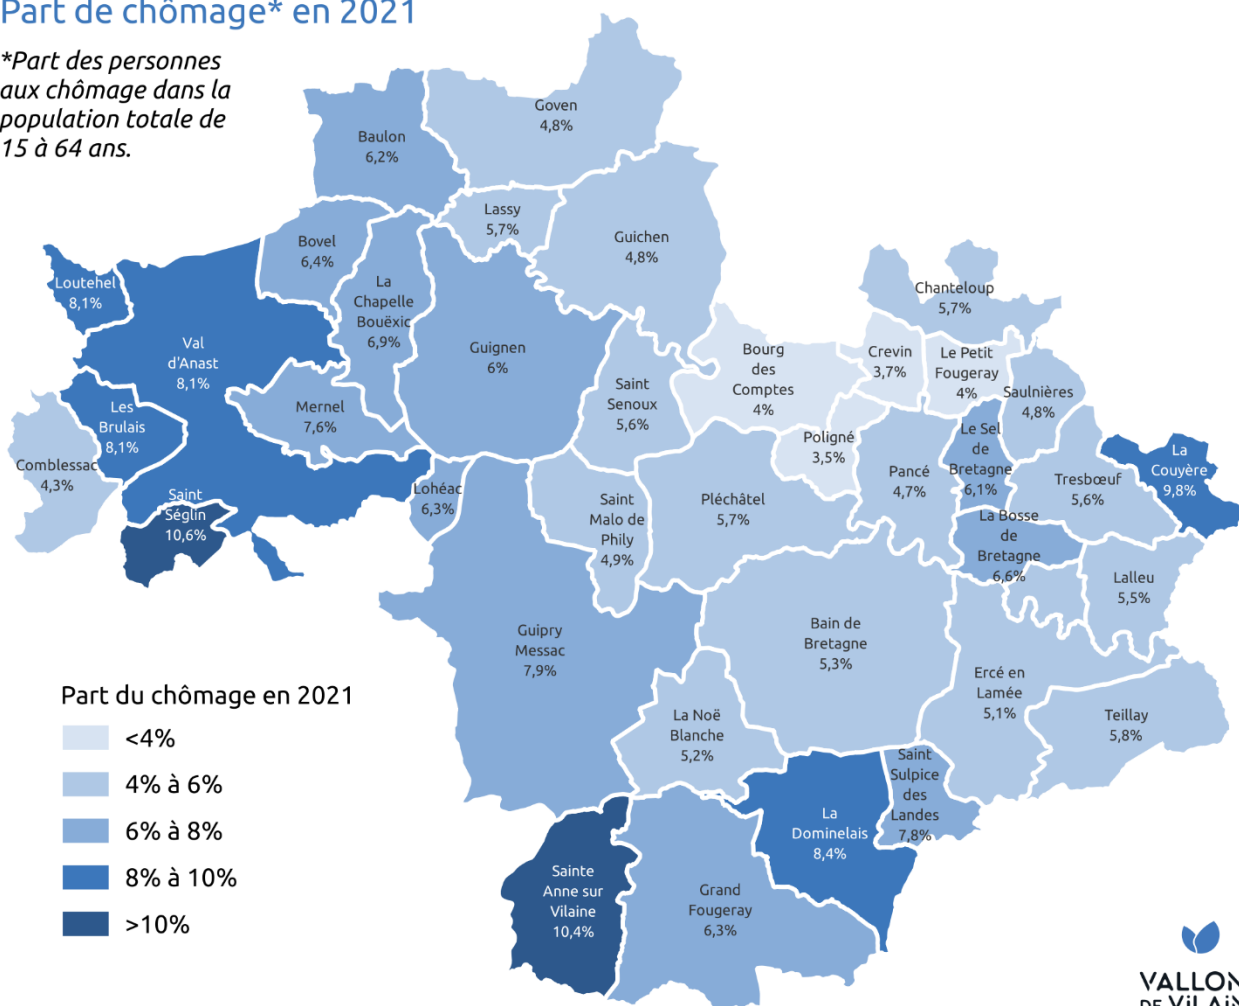 Part de chômage* en 2021
*Part des personnes
aux chômage dans la
population totale de
15 à 64 ans.
Goven
4,8%
Baulon
6,2%
Lassy
5,7%
Guichen
4,8%
Bovel
6,4%
Loutehel
8,1%
La
Chapelle
Bouëxic
6,9%
Chanteloup
5,7%
Val
d'Anast
8,1%
Guignen
6%
Bourg
des
Comptes
4%
Crevin
3,7%
Le Petit
Fougeray
4%
Saint
Senoux
5,6%
Saulnières
4,8%
Les
Brulais
8,1%
Mernel
7,6%
Poligné
3,5%
Le Sel
de
Bretagne
6,1%
La
Couyère
9,8%
Comblessac
4,3%
Pancé
4,7%
Tresbœuf
5,6%
Lohéac
6,3%
Saint
Séglin
10,6%
Saint
Malo de
Phily
4,9%
Pléchâtel
5,7%
La Bosse
de
Bretagne
6,6%
Lalleu
5,5%
Guipry
Messac
7,9%
Bain de
Bretagne
5,3%
Ercé en
Lamée
5,1%
Teillay
5,8%
La Noë
Blanche
5,2%
Saint
Sulpice
des
Landes
7,8%
La
Dominelais
8,4%
Sainte
Anne sur
Vilaine
10,4%
Grand
Fougeray
6,3%
Part du chômage en 2021
<4%
4% à 6%
6% à 8%
8% à 10%
>10%
VALLON
DE VILAIN